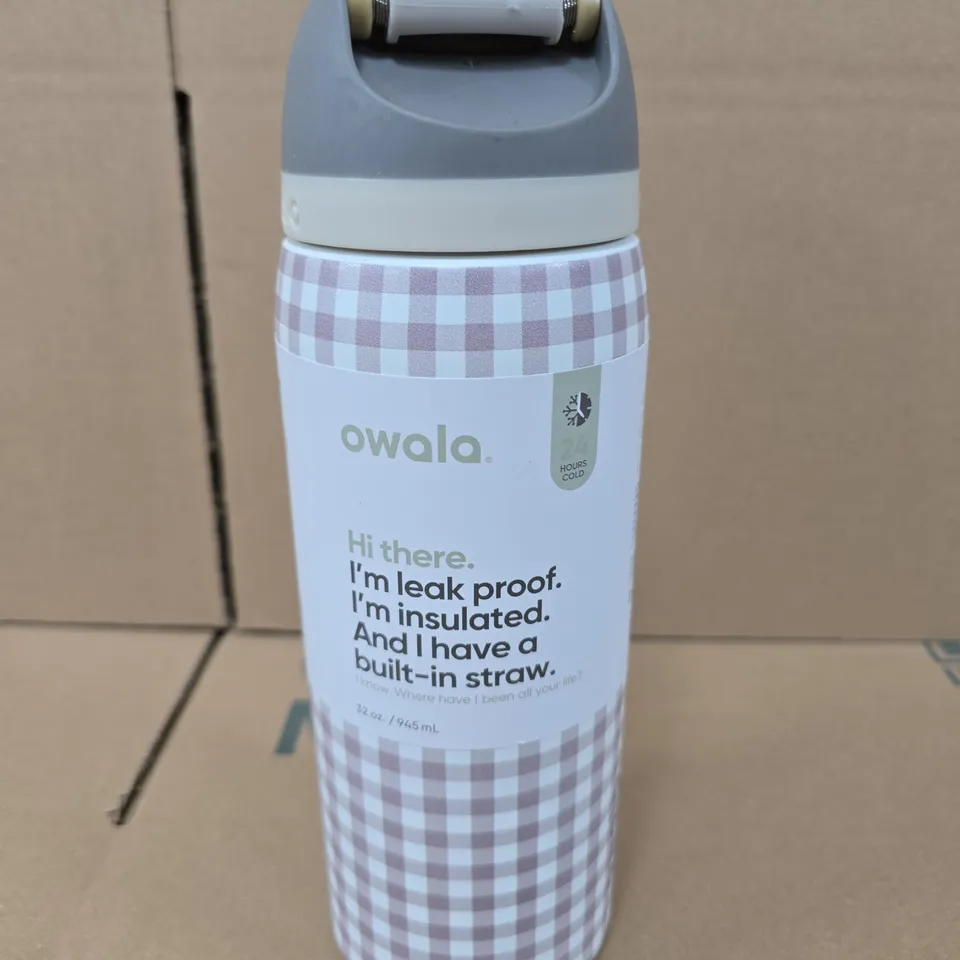 owala®
24
HOURS
COLD
Hi there.
I'm leak proof.
I'm insulated.
And I have a
built-in straw.
I know. Where have I been all your life?
32 oz. / 945 mL